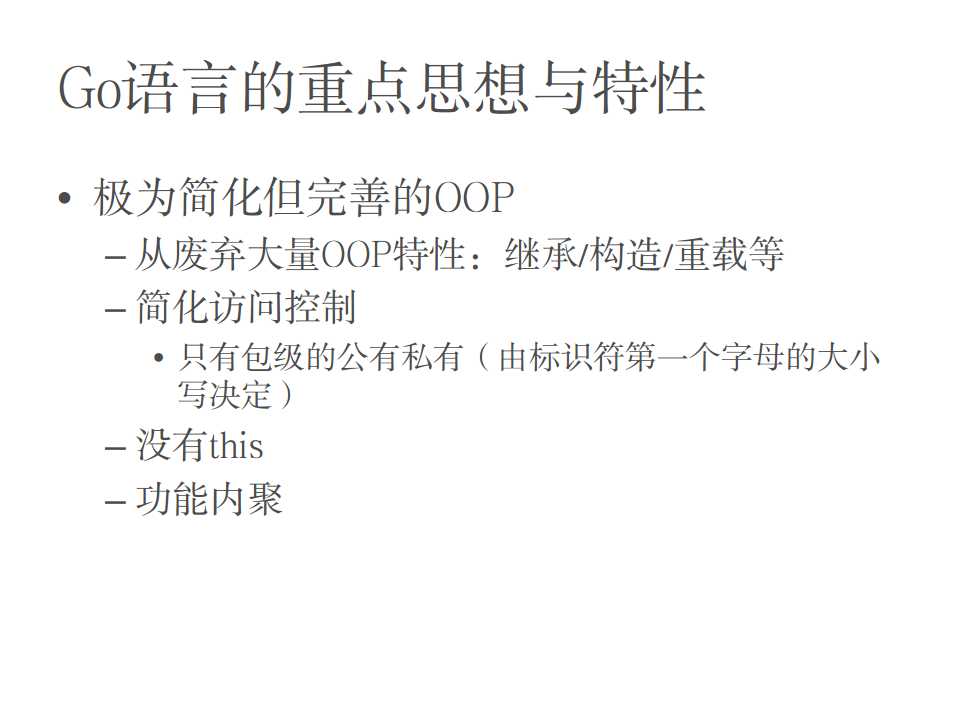 Go语言的重点思想与特性
• 极为简化但完善的OOP
– 从废弃大量OOP特性：继承/构造/重载等
– 简化访问控制
• 只有包级的公有私有（由标识符第一个字母的大小
写决定）
– 没有this
– 功能内聚